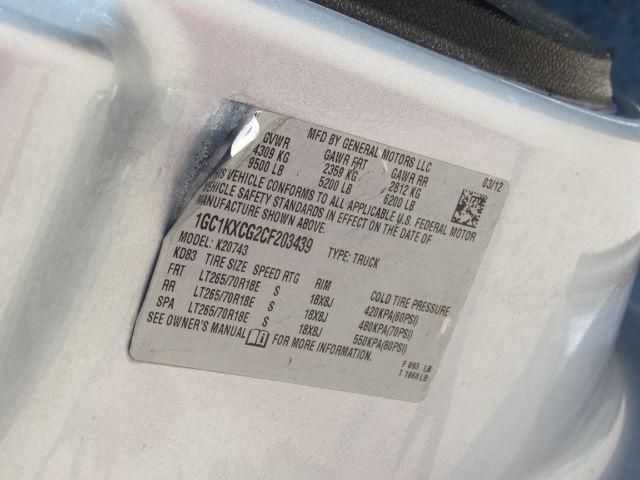 MFD BY GENERAL MOTORS LLC 03/12
GVWR GAWR FRT GAWR RR
4309 KG 2359 KG 2812 KG
9500 LB 5200 LB 6200 LB
THIS VEHICLE CONFORMS TO ALL APPLICABLE U.S. FEDERAL MOTOR
VEHICLE SAFETY STANDARDS IN EFFECT ON THE DATE OF
MANUFACTURE SHOWN ABOVE.
1GC1KXCG2CF203439 TYPE: TRUCK
MODEL: K20743
KD83 TIRE SIZE SPEED RTG RIM COLD TIRE PRESSURE
FRT LT265/70R18E S 18X8J 420KPA(60PSI)
RR LT265/70R18E S 18X8J 480KPA(70PSI)
SPA LT265/70R18E S 18X8J 550KPA(80PSI)
SEE OWNER'S MANUAL FOR MORE INFORMATION.